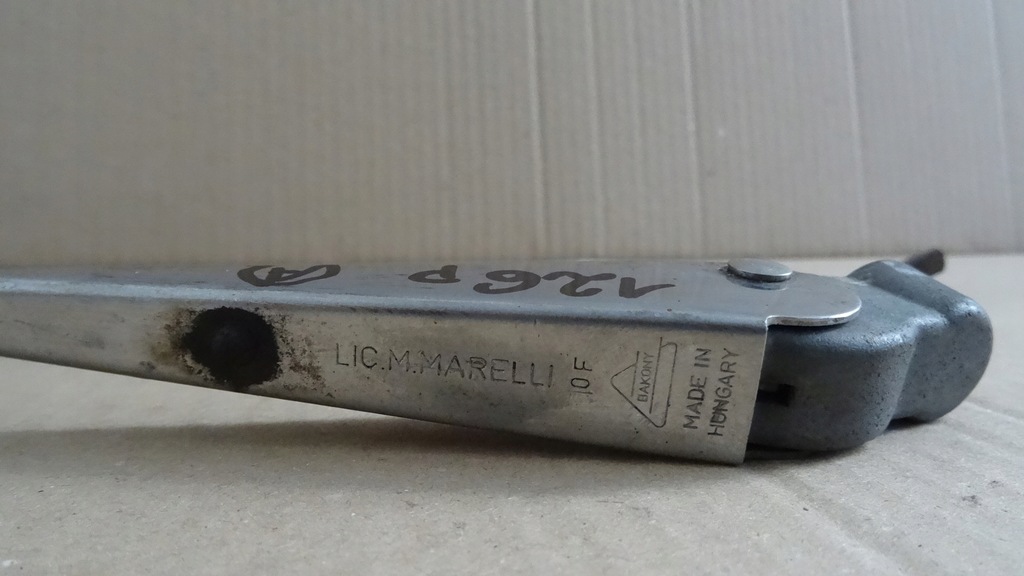 126P A
LIC.M.MARELLI
10F
BAKONY
MADE IN
HUNGARY